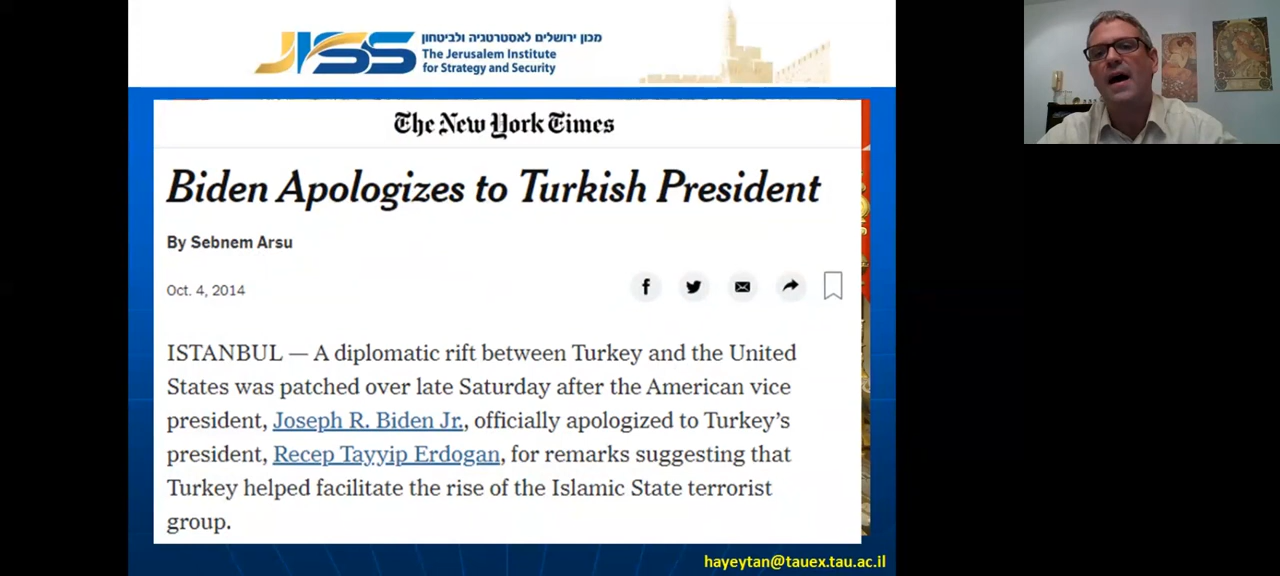 JISS
מכון ירושלים לאסטרטגיה ולביטחון
The Jerusalem Institute
for Strategy and Security
The New York Times
Biden Apologizes to Turkish President
By Sebnem Arsu
Oct. 4, 2014
ISTANBUL — A diplomatic rift between Turkey and the United
States was patched over late Saturday after the American vice
president, Joseph R. Biden Jr., officially apologized to Turkey’s
president, Recep Tayyip Erdogan, for remarks suggesting that
Turkey helped facilitate the rise of the Islamic State terrorist
group.
hayeytan@tauex.tau.ac.il